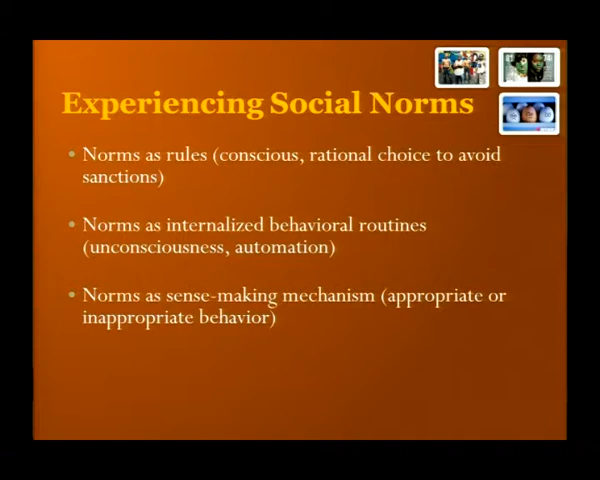 Experiencing Social Norms
• Norms as rules (conscious, rational choice to avoid
sanctions)
• Norms as internalized behavioral routines
(unconsciousness, automation)
• Norms as sense-making mechanism (appropriate or
inappropriate behavior)